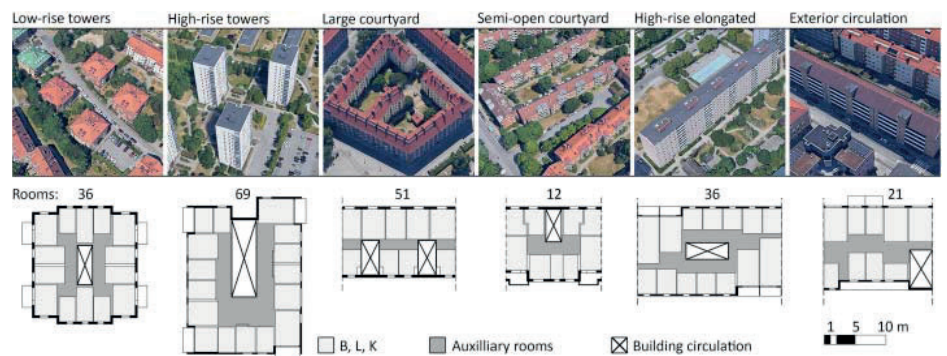 Low-rise towers High-rise towers Large courtyard Semi-open courtyard High-rise elongated Exterior circulation
Rooms: 36 69 51 12 36 21
B, L, K Auxilliary rooms Building circulation
1 5 10 m